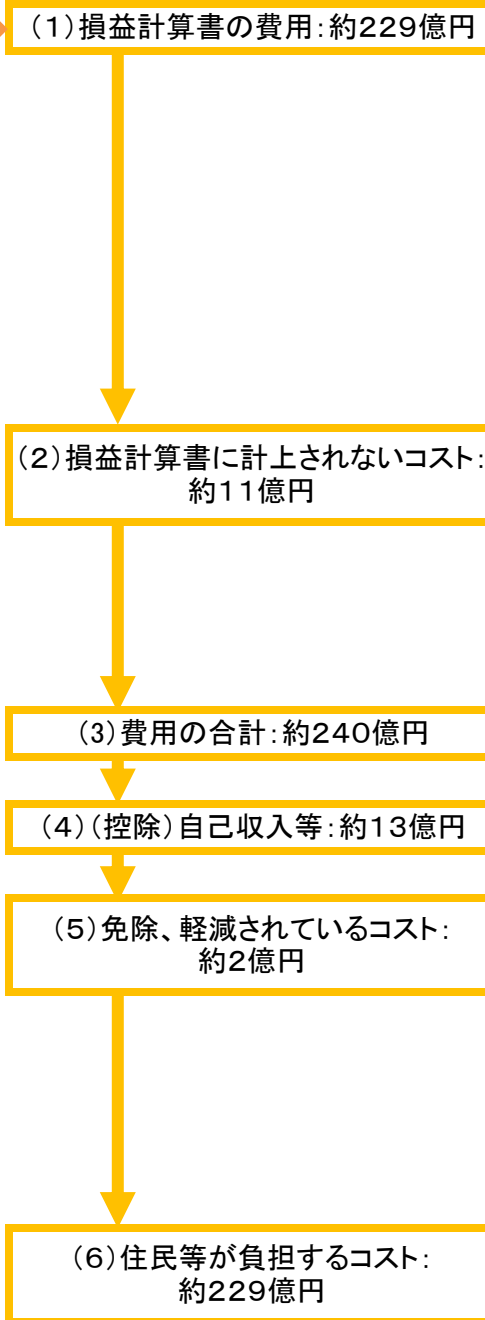 （１）損益計算書の費用：約２２９億円
（２）損益計算書に計上されないコスト：
約１１億円
（3）費用の合計：約２４０億円
（４）（控除）自己収入等：約１３億円
（５）免除、軽減されているコスト：
約２億円
（６）住民等が負担するコスト：
約２２９億円